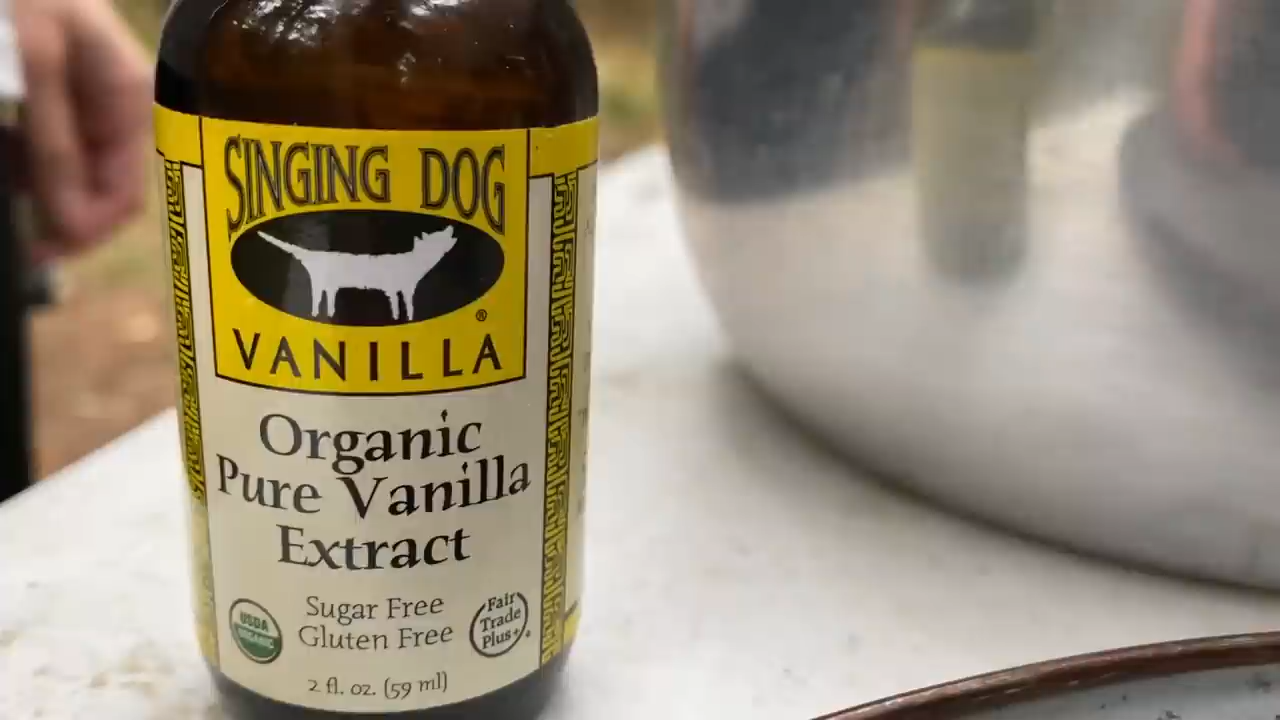 SINGING DOG
®
VANILLA
Organic
Pure Vanilla
Extract
USDA
ORGANIC
Sugar Free
Gluten Free
Fair
Trade
Plus+
2 fl. oz. (59 ml)